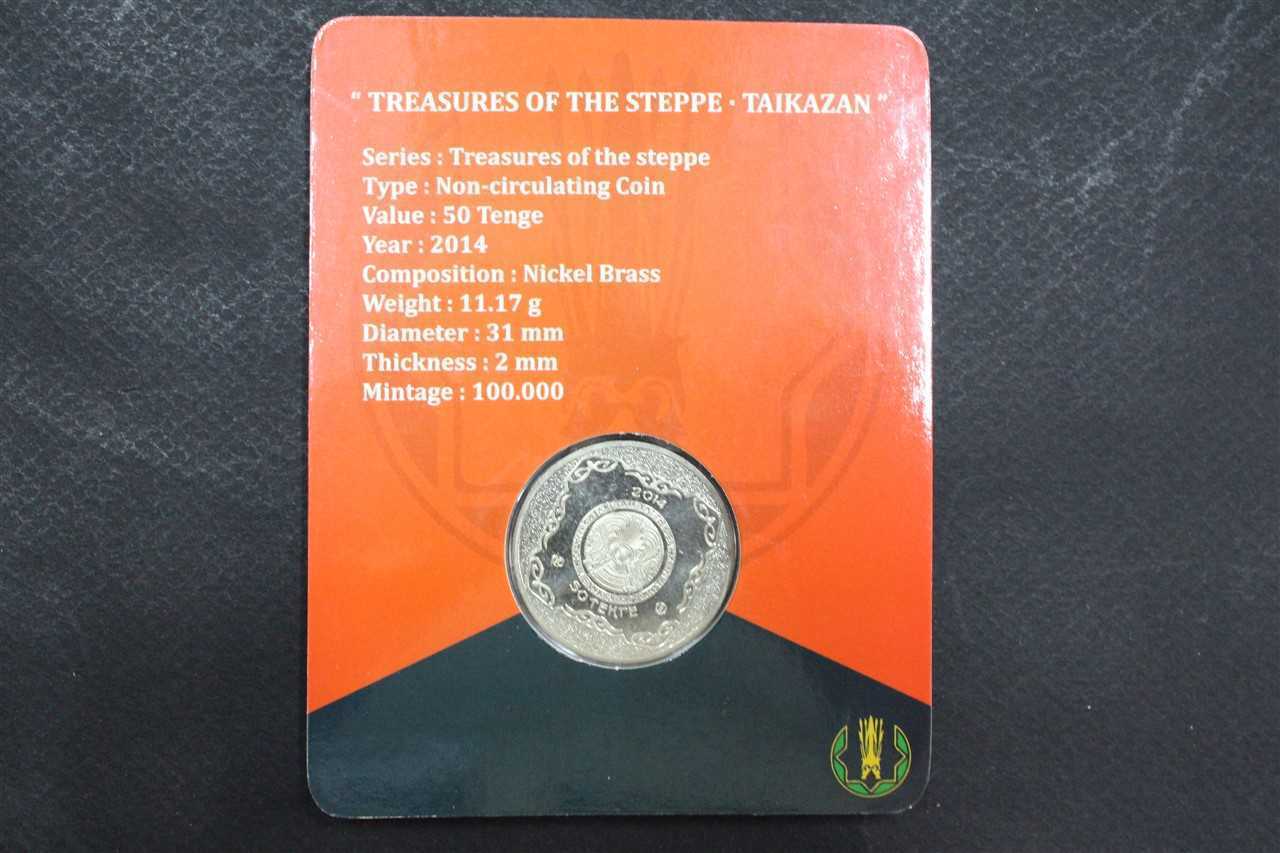 “ TREASURES OF THE STEPPE · TAIKAZAN ”
Series : Treasures of the steppe
Type : Non-circulating Coin
Value : 50 Tenge
Year : 2014
Composition : Nickel Brass
Weight : 11.17 g
Diameter : 31 mm
Thickness : 2 mm
Mintage : 100.000
2014
50 ТЕҢГЕ